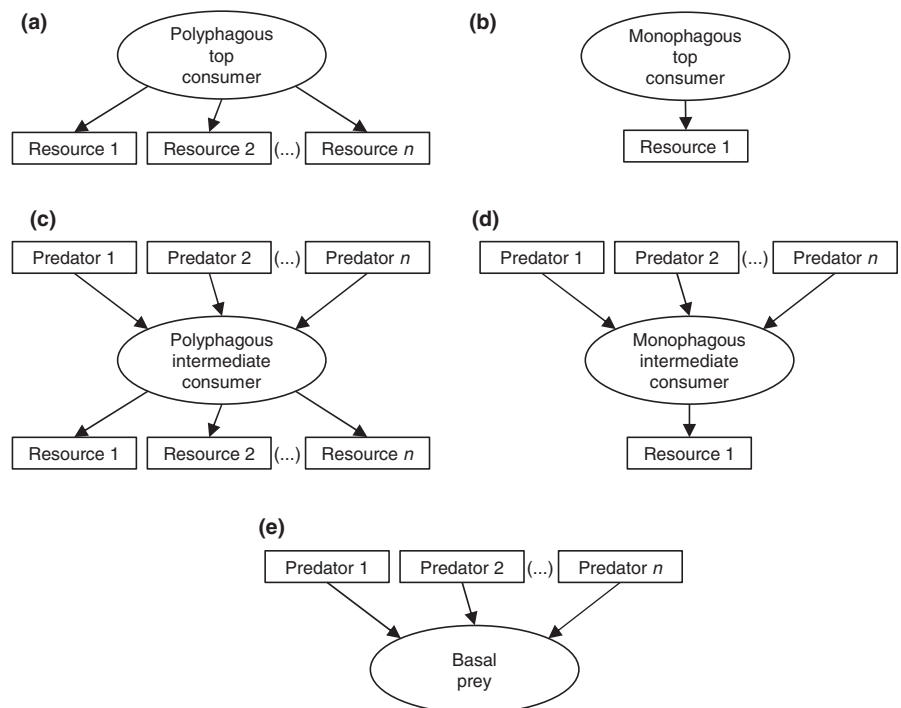 (a)
Polyphagous
top
consumer
Resource 1 Resource 2 (...) Resource n
(b)
Monophagous
top
consumer
Resource 1
(c)
Predator 1 Predator 2 (...) Predator n
Polyphagous
intermediate
consumer
Resource 1 Resource 2 (...) Resource n
(d)
Predator 1 Predator 2 (...) Predator n
Monophagous
intermediate
consumer
Resource 1
(e)
Predator 1 Predator 2 (...) Predator n
Basal
prey